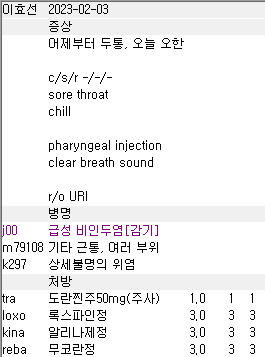 이효선 2023-02-03
증상
어제부터 두통, 오늘 오한
c/s/r -/-/-
sore throat
chill
pharyngeal injection
clear breath sound
r/o URI
병명
j00 급성 비인두염[감기]
m79108 기타 근통, 여러 부위
k297 상세불명의 위염
처방
tra 도란찐주50mg(주사) 1,0 1 1
loxo 록스파인정 3,0 3 3
kina 알리나제정 3,0 3 3
reba 무코란정 3,0 3 3